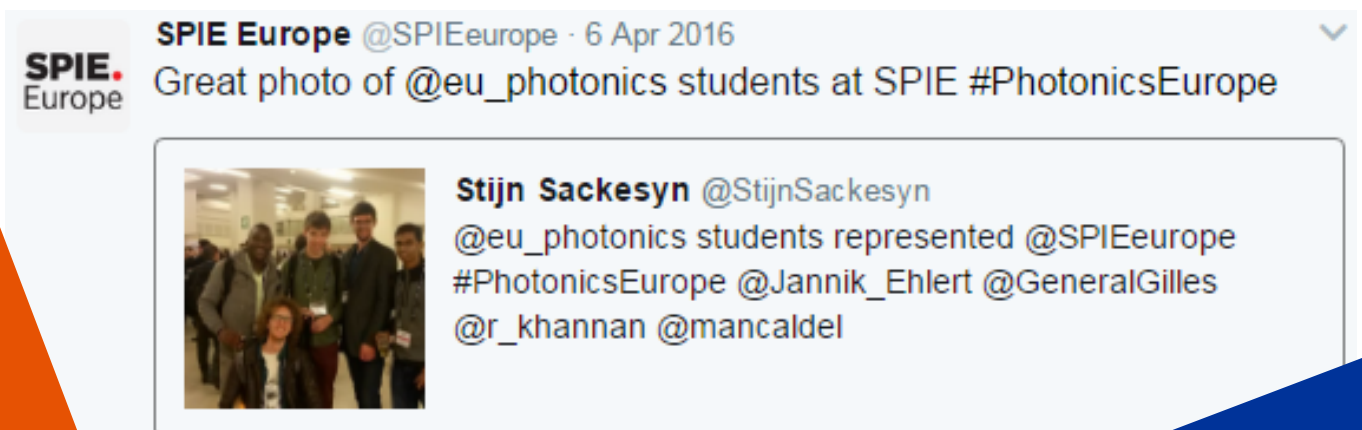 SPIE Europe @SPIEeurope · 6 Apr 2016
SPIE.
Europe
Great photo of @eu_photonics students at SPIE #PhotonicsEurope
Stijn Sackesyn @StijnSackesyn
@eu_photonics students represented @SPIEeurope
#PhotonicsEurope @Jannik_Ehlert @GeneralGilles
@r_khannan @mancaldel